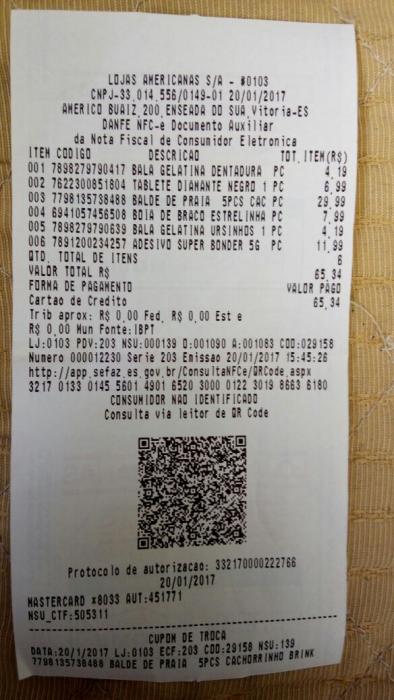 LOJAS AMERICANAS S/A - #0103
CNPJ-33.014.556/0149-01 20/01/2017
AMERICO BUAIZ,200,ENSEADA DO SUA,Vitoria-ES
DANFE NFC-e Documento Auxiliar
da Nota Fiscal de Consumidor Eletronica
ITEM CODIGO DESCRICAO TOT.ITEM(R$)
001 7898279790417 BALA GELATINA DENTADURA PC 4,19
002 7622300851804 TABLETE DIAMANTE NEGRO 1 PC 6,99
003 7798135738488 BALDE DE PRAIA 5PCS CAC PC 29,99
004 6941057456508 BOIA DE BRACO ESTRELINHA PC 7,99
005 7898279790639 BALA GELATINA URSINHOS 1 PC 4,19
006 7891200234257 ADESIVO SUPER BONDER 5G PC 11,99
QTD. TOTAL DE ITENS 6
VALOR TOTAL R$ 65,34
FORMA DE PAGAMENTO VALOR PAGO
Cartao de Credito 65,34
Trib aprox: R$ 0,00 Fed, R$ 0,00 Est e
R$ 0,00 Mun Fonte:IBPT
LJ:0103 PDV:203 NSU:000139 O:001090 A:001083 COO:029158
Numero 000012230 Serie 203 Emissao 20/01/2017 15:45:26
http://app.sefaz.es.gov.br/ConsultaNFCe/QRCode.aspx
3217 0133 0145 5601 4901 6520 3000 0122 3019 8663 6180
CONSUMIDOR NAO IDENTIFICADO
Consulta via leitor de QR Code
Protocolo de autorizacao: 332170000222766
20/01/2017
MASTERCARD x8033 AUT:451771
NSU_CTF:505311
CUPOM DE TROCA
DATA:20/1/2017 LJ:0103 ECF:203 COO:29158 NSU:139
7798135738488 BALDE DE PRAIA 5PCS CACHORRINHO BRINK